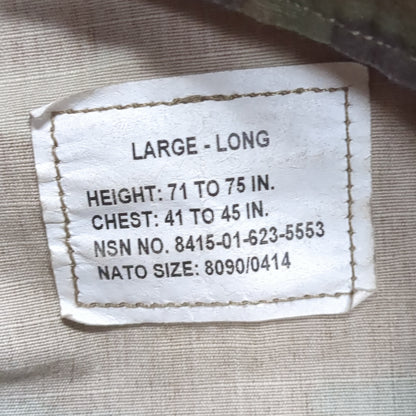 LARGE - LONG
HEIGHT: 71 TO 75 IN.
CHEST: 41 TO 45 IN.
NSN NO. 8415-01-623-5553
NATO SIZE: 8090/0414